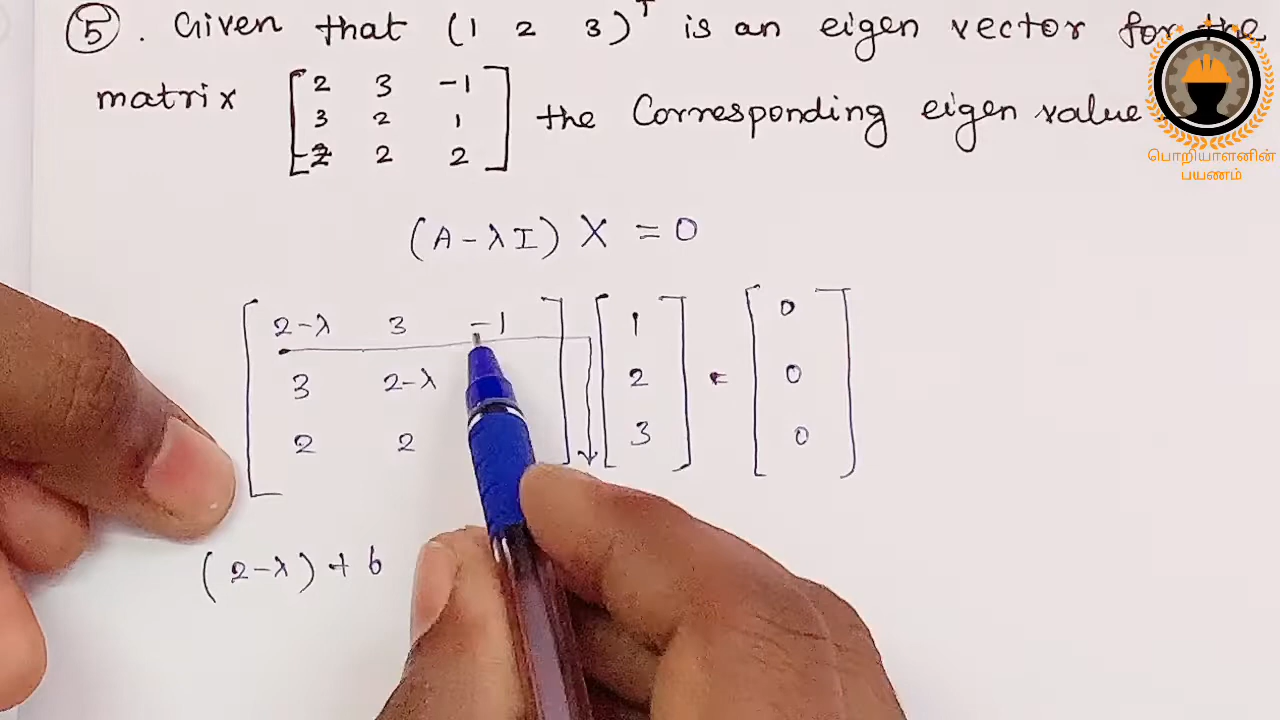 5. Given that (1 2 3)ᵀ is an eigen vector for the
matrix [2 3 -1
3 2 1
2 2 2] the Corresponding eigen value
பொறியாளனின்
பயணம்
(A-λI) X = 0
[2-λ 3 -1] [1] = [0]
[3 2-λ] [2] [0]
[2 2] [3] [0]
(2-λ) + 6